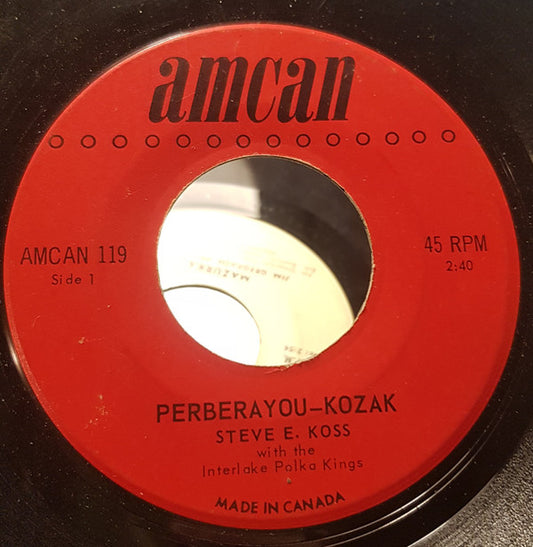 amcan
AMCAN 119
Side 1
45 RPM
2:40
MAZURKA
PERBERAYOU-KOZAK
STEVE E. KOSS
with the
Interlake Polka Kings
MADE IN CANADA